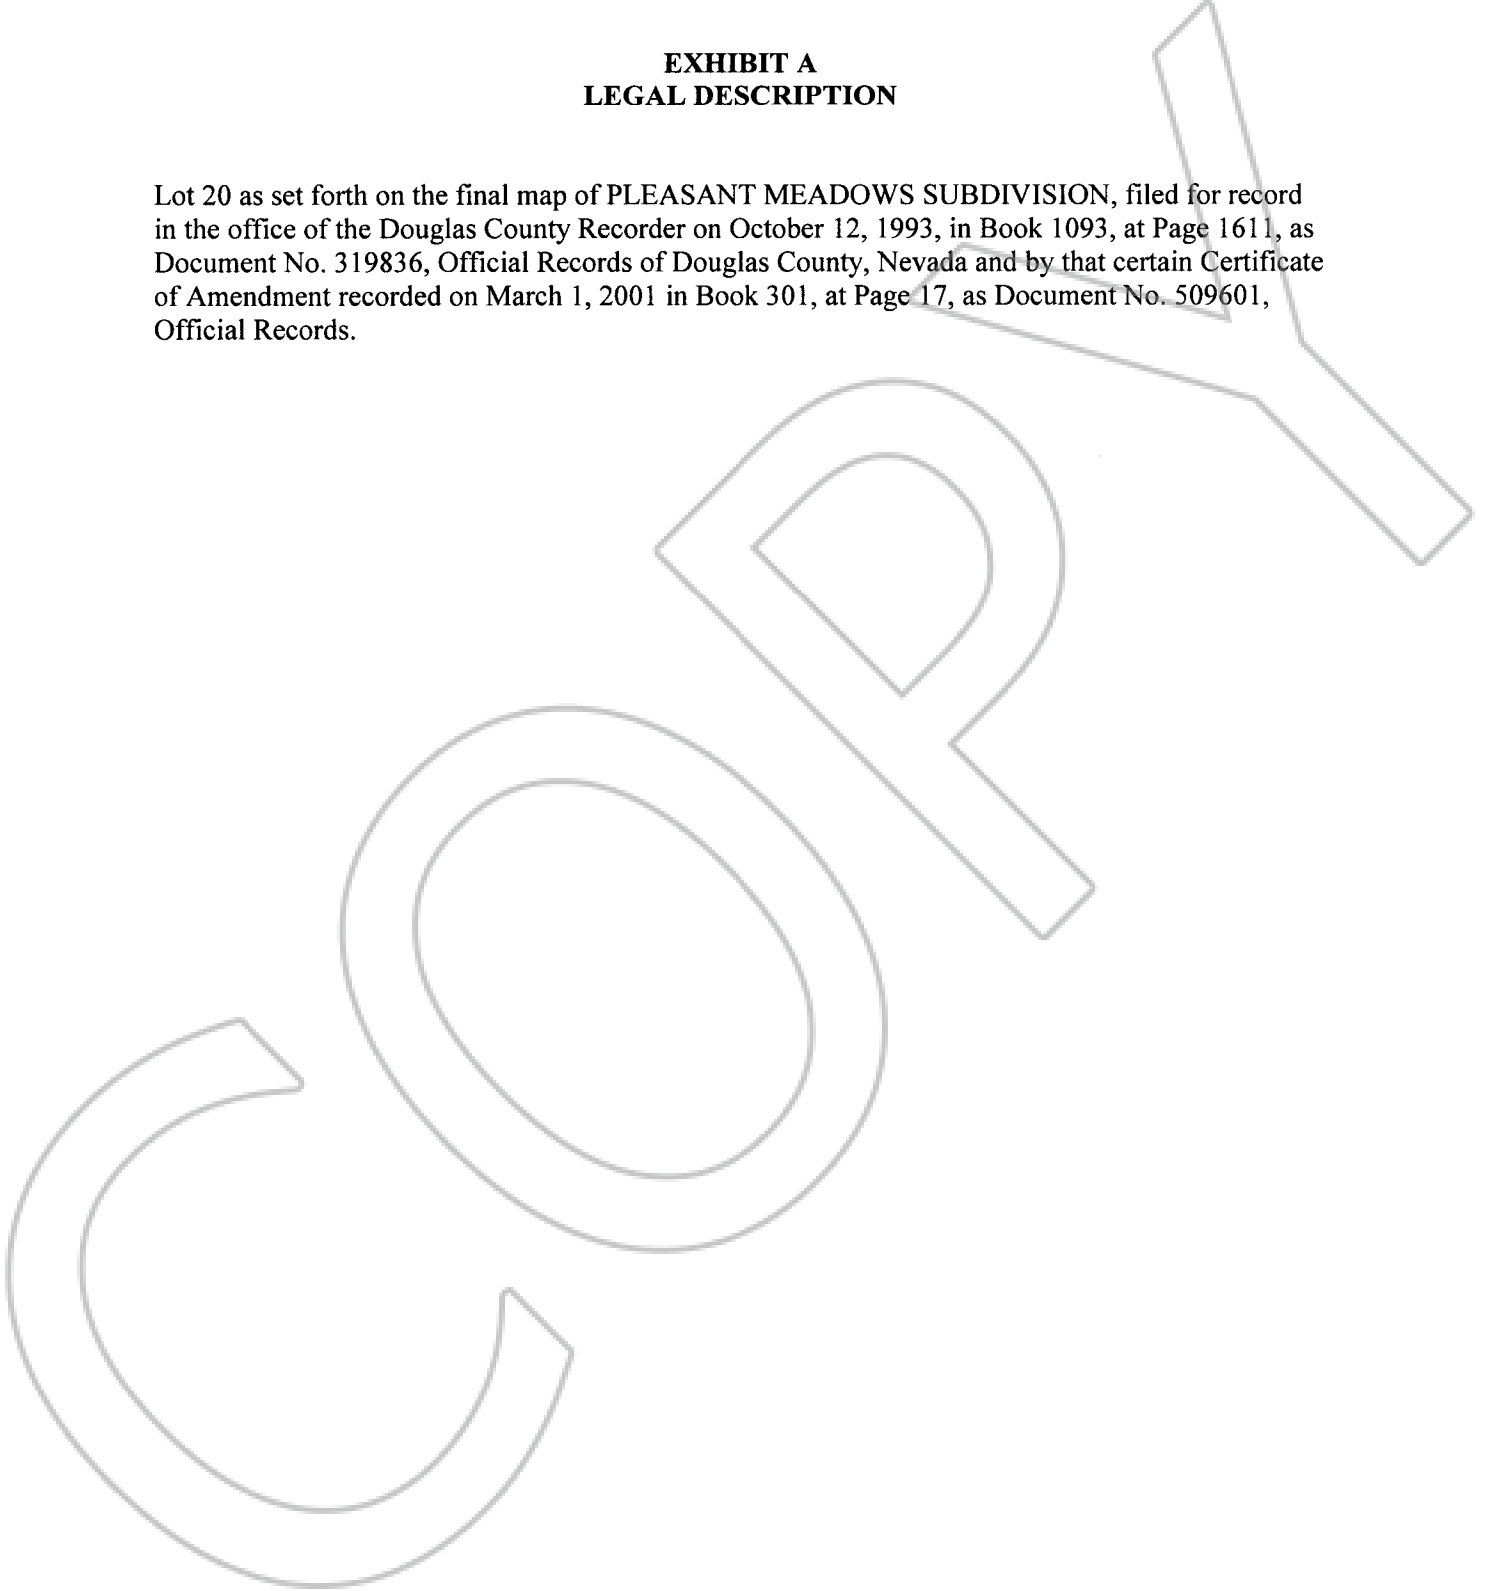 EXHIBIT A
LEGAL DESCRIPTION
Lot 20 as set forth on the final map of PLEASANT MEADOWS SUBDIVISION, filed for record
in the office of the Douglas County Recorder on October 12, 1993, in Book 1093, at Page 1611, as
Document No. 319836, Official Records of Douglas County, Nevada and by that certain Certificate
of Amendment recorded on March 1, 2001 in Book 301, at Page 17, as Document No. 509601,
Official Records.
COPY